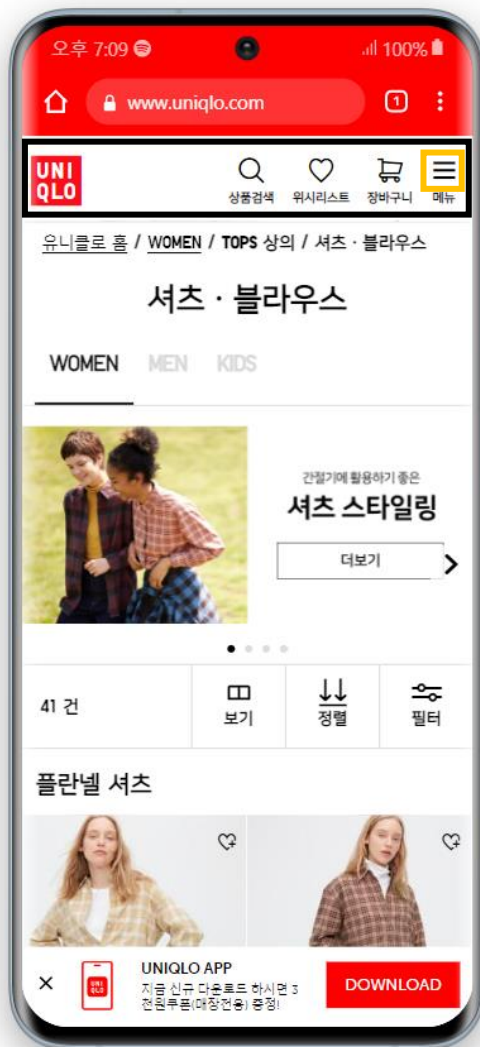 오후 7:09
100%
www.uniqlo.com
1
UNI
QLO
상품검색 위시리스트 장바구니 메뉴
유니클로 홈 / WOMEN / TOPS 상의 / 셔츠 · 블라우스
셔츠 · 블라우스
WOMEN MEN KIDS
간절기에 활용하기 좋은
셔츠 스타일링
더보기
41 건
보기 정렬 필터
플란넬 셔츠
UNI
QLO
UNIQLO APP
지금 신규 다운로드 하시면 3
천원쿠폰(매장전용) 증정!
DOWNLOAD